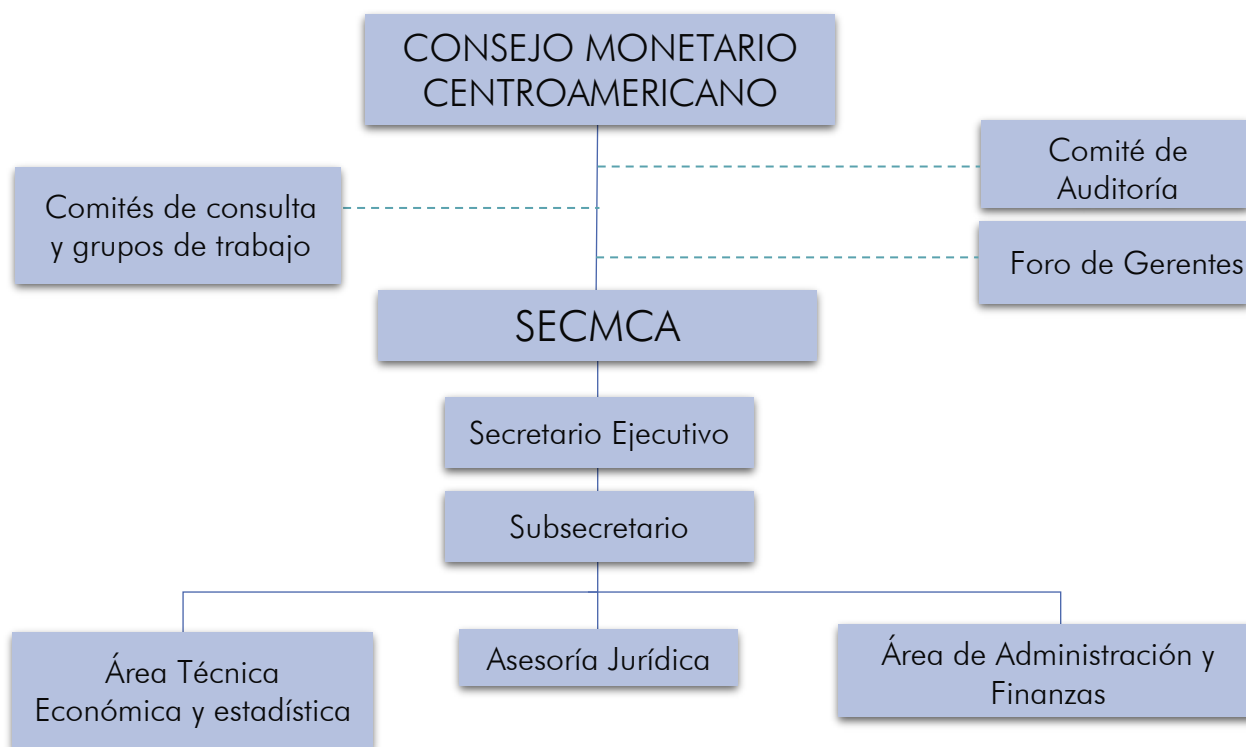 CONSEJO MONETARIO
CENTROAMERICANO
Comité de
Auditoría
Comités de consulta
y grupos de trabajo
Foro de Gerentes
SECMCA
Secretario Ejecutivo
Subsecretario
Área Técnica
Económica y estadística
Asesoría Jurídica
Área de Administración y
Finanzas